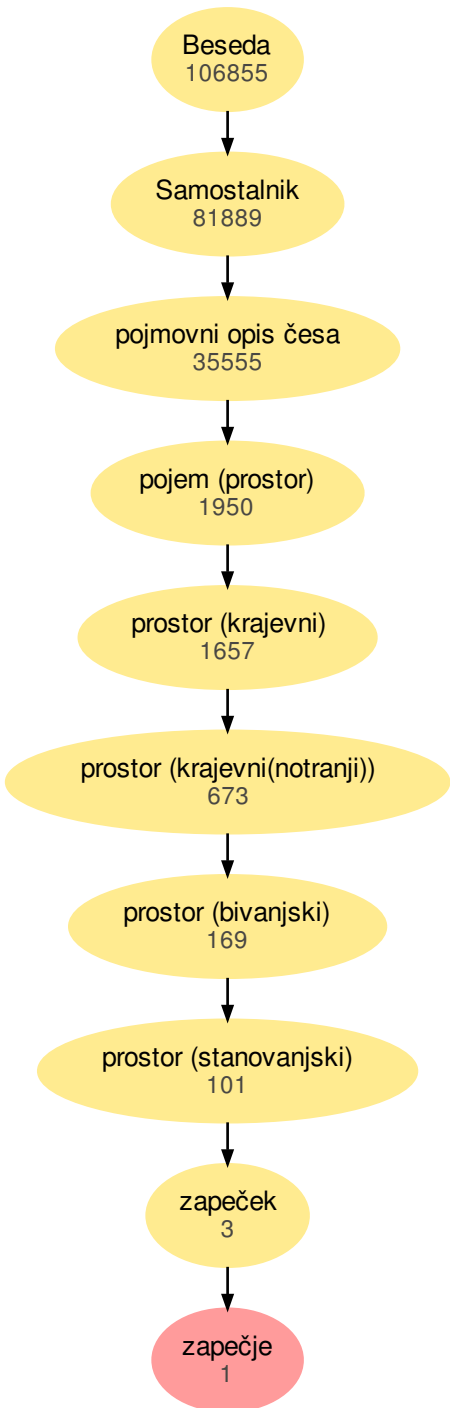 Beseda
106855
Samostalnik
81889
pojmovni opis česa
35555
pojem (prostor)
1950
prostor (krajevni)
1657
prostor (krajevni(notranji))
673
prostor (bivanjski)
169
prostor (stanovanjski)
101
zapeček
3
zapečje
1